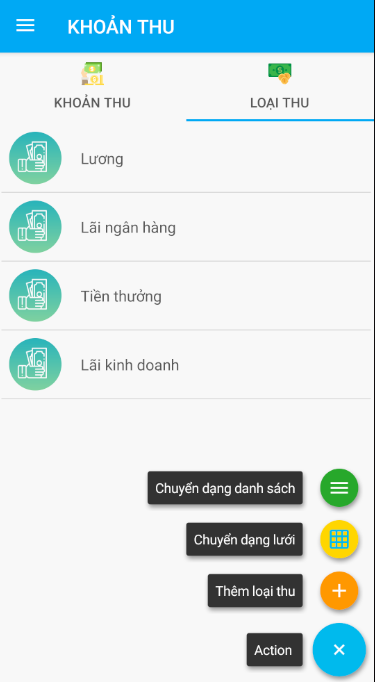 KHOẢN THU
KHOẢN THU
LOẠI THU
Lương
Lãi ngân hàng
Tiền thưởng
Lãi kinh doanh
Chuyển dạng danh sách
Chuyển dạng lưới
Thêm loại thu
Action